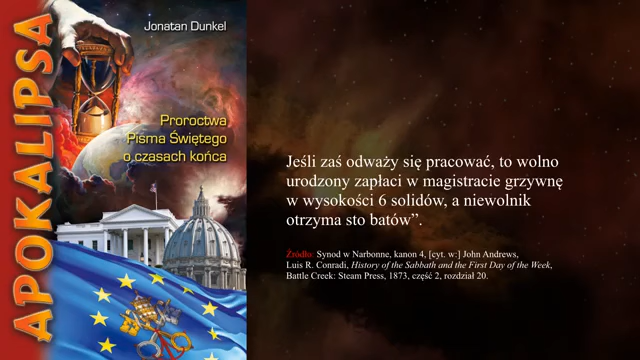 Jonatan Dunkel
APOKALIPSA
Proroctwa
Pisma Świętego
o czasach końca
Jeśli zaś odważy się pracować, to wolno
urodzony zapłaci w magistracie grzywnę
w wysokości 6 solidów, a niewolnik
otrzyma sto batów”.
Źródło: Synod w Narbonne, kanon 4, [cyt. w:] John Andrews,
Luis R. Conradi, History of the Sabbath and the First Day of the Week,
Battle Creek: Steam Press, 1873, część 2, rozdział 20.